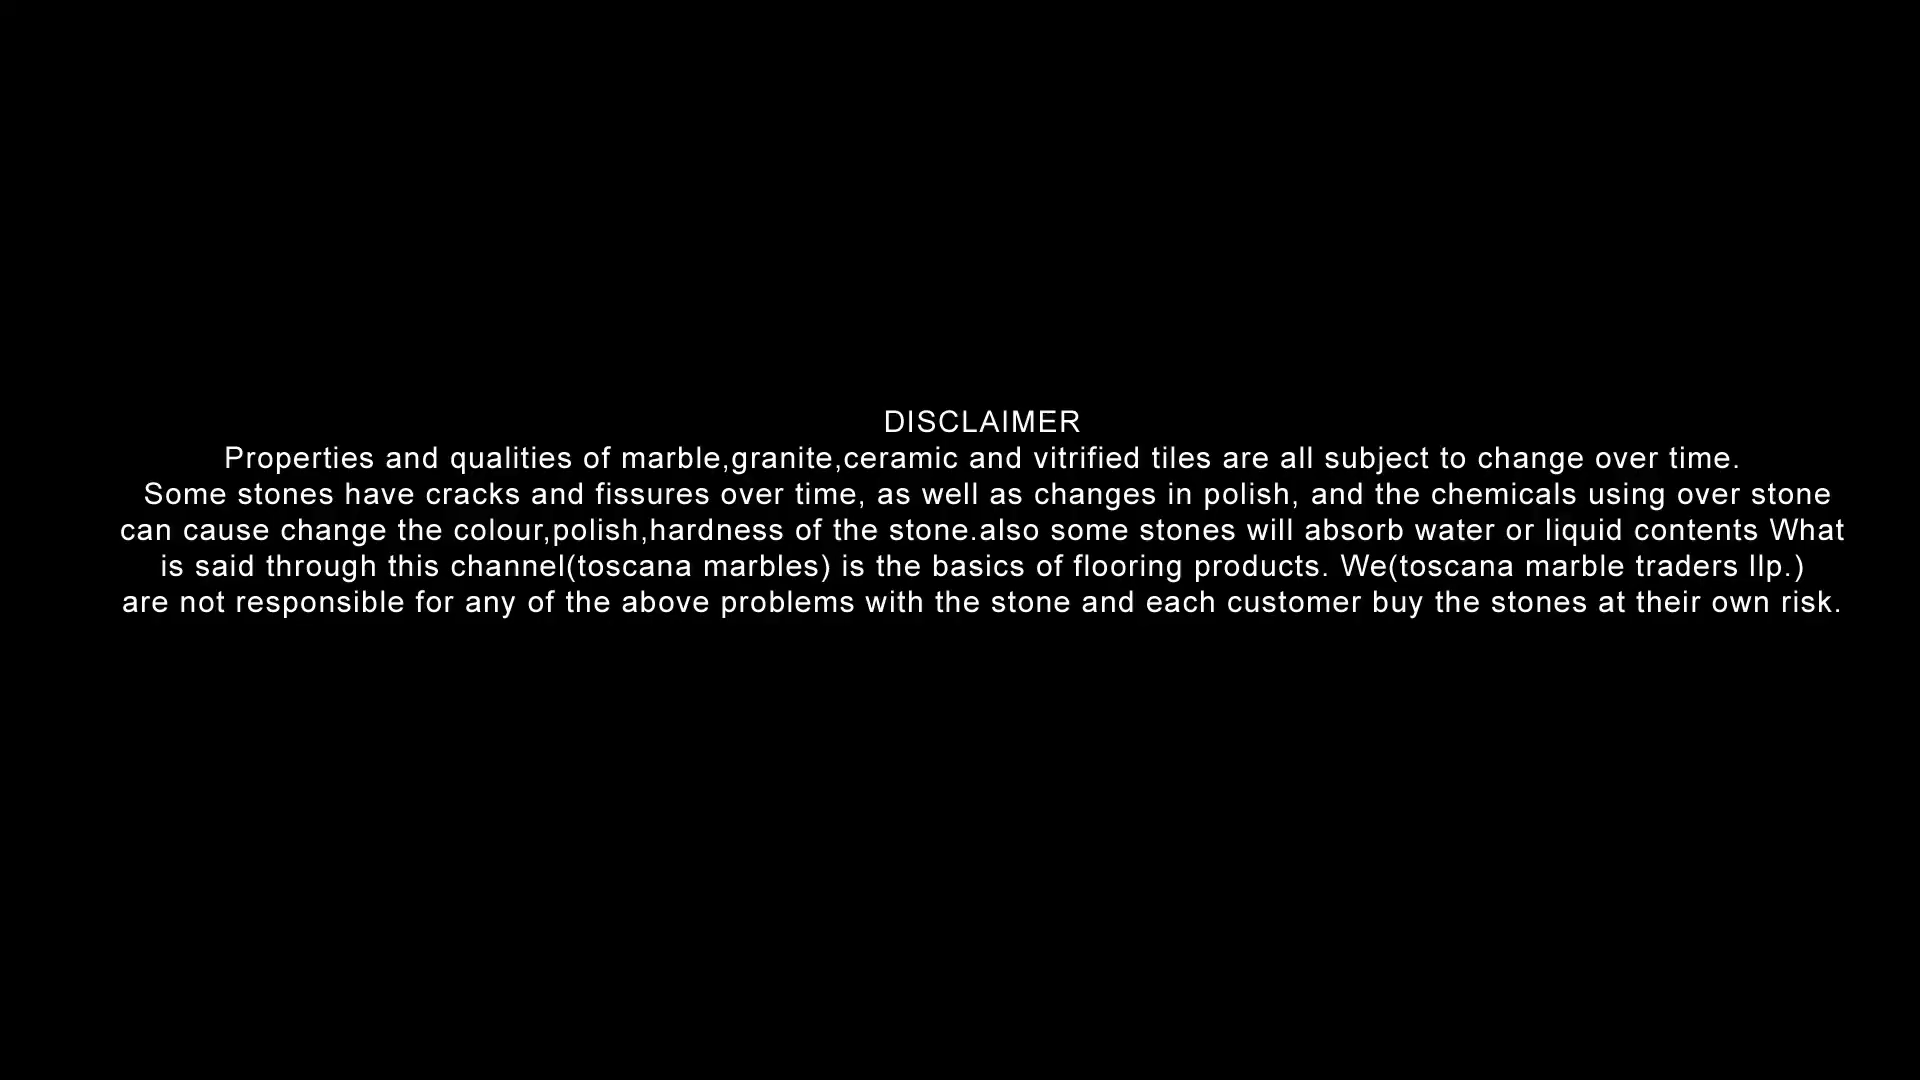 DISCLAIMER
Properties and qualities of marble,granite,ceramic and vitrified tiles are all subject to change over time.
Some stones have cracks and fissures over time, as well as changes in polish, and the chemicals using over stone
can cause change the colour,polish,hardness of the stone.also some stones will absorb water or liquid contents What
is said through this channel(toscana marbles) is the basics of flooring products. We(toscana marble traders llp.)
are not responsible for any of the above problems with the stone and each customer buy the stones at their own risk.